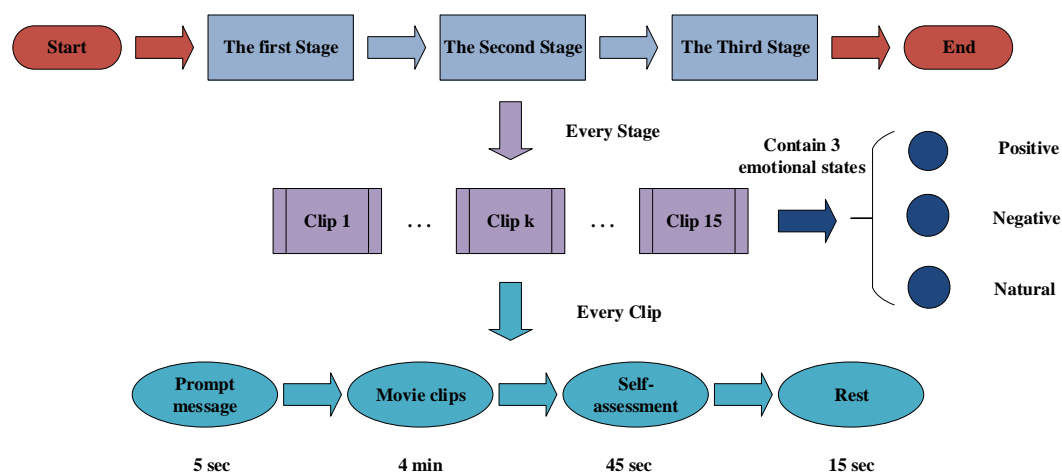 Start
The first Stage
The Second Stage
The Third Stage
End
Every Stage
Contain 3
emotional states
Positive
Clip 1
...
Clip k
...
Clip 15
Negative
Natural
Every Clip
Prompt
message
Movie clips
Self-
assessment
Rest
5 sec
4 min
45 sec
15 sec